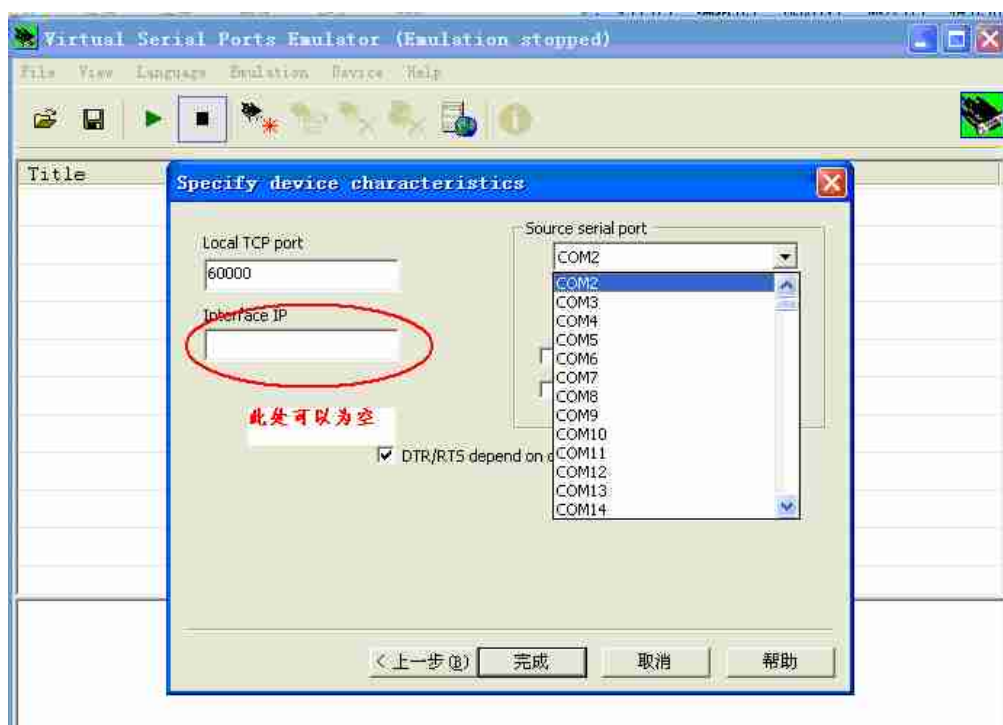 Virtual Serial Ports Emulator (Emulation stopped)
File View Language Emulation Device Help
Title
Specify device characteristics
Local TCP port
60000
Interface IP
此处可以为空
Source serial port
COM2
COM2
COM3
COM4
COM5
COM6
COM7
COM8
COM9
COM10
COM11
COM12
COM13
COM14
DTR/RTS depend on
< 上一步(B)
完成
取消
帮助